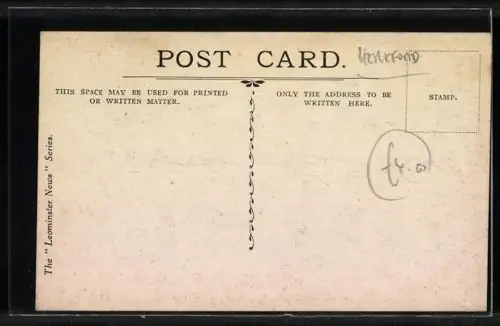 POST CARD.
HEREFORD
THIS SPACE MAY BE USED FOR PRINTED
OR WRITTEN MATTER.
ONLY THE ADDRESS TO BE
WRITTEN HERE.
STAMP.
£4.00
The "Leominster News" Series.